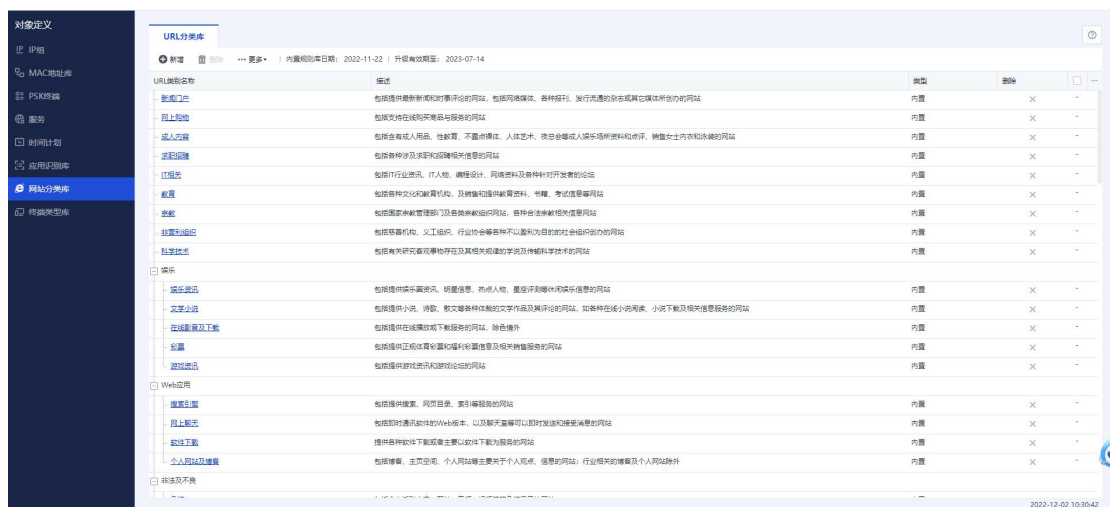 对象定义
IP组
MAC地址库
PSK终端
服务
时间计划
应用识别库
网站分类库
终端类型库
URL分类库
新增 删除 更多 | 内置规则库日期: 2022-11-22 | 升级有效期至: 2023-07-14
URL类别名称 描述 类型 删除
新闻门户 包括提供最新新闻和时事评论的网站, 包括网络媒体、各种报刊、发行流通的杂志或其它媒体所创办的网站 内置
网上购物 包括支持在线购买商品与服务的网站 内置
成人内容 包括含有成人用品、性教育、不露点裸体、人体艺术、夜总会等成人娱乐场所资料和点评、销售女士内衣和泳装的网站 内置
求职招聘 包括各种涉及求职和招聘相关信息的网站 内置
IT相关 包括IT行业资讯、IT人物、编程设计、网络资料及各种针对开发者的论坛 内置
教育 包括各种文化和教育机构, 及销售和提供教育资料、书籍、考试信息等网站 内置
宗教 包括国家宗教管理部门及各类宗教组织网站, 各种合法宗教相关信息网站 内置
非营利组织 包括慈善机构、义工组织、行业协会等各种不以盈利为目的的社会组织创办的网站 内置
科学技术 包括有关研究客观事物存在及其相关规律的学说及传输科学技术的网站 内置
娱乐
娱乐资讯 包括提供娱乐圈资讯、明星信息、热点人物、星座评测等休闲娱乐信息的网站 内置
文学小说 包括提供小说、诗歌、散文等各种体裁的文学作品及其评论的网站, 如各种在线小说阅读、小说下载及相关信息服务的网站 内置
在线影音及下载 包括提供在线播放或下载服务的网站, 除色情外 内置
彩票 包括提供正规体育彩票和福利彩票信息及相关销售服务的网站 内置
游戏资讯 包括提供游戏资讯和游戏论坛的网站 内置
Web应用
搜索引擎 包括提供搜索、网页目录、索引等服务的网站 内置
网上聊天 包括即时通讯软件的Web版本, 以及聊天室等可以即时发送和接受消息的网站 内置
软件下载 提供各种软件下载或者主要以软件下载为服务的网站 内置
个人网站及博客 包括博客、主页空间、个人网站等主要关于个人观点、信息的网站; 行业相关的博客及个人网站除外 内置
非法及不良
2022-12-02 10:30:42